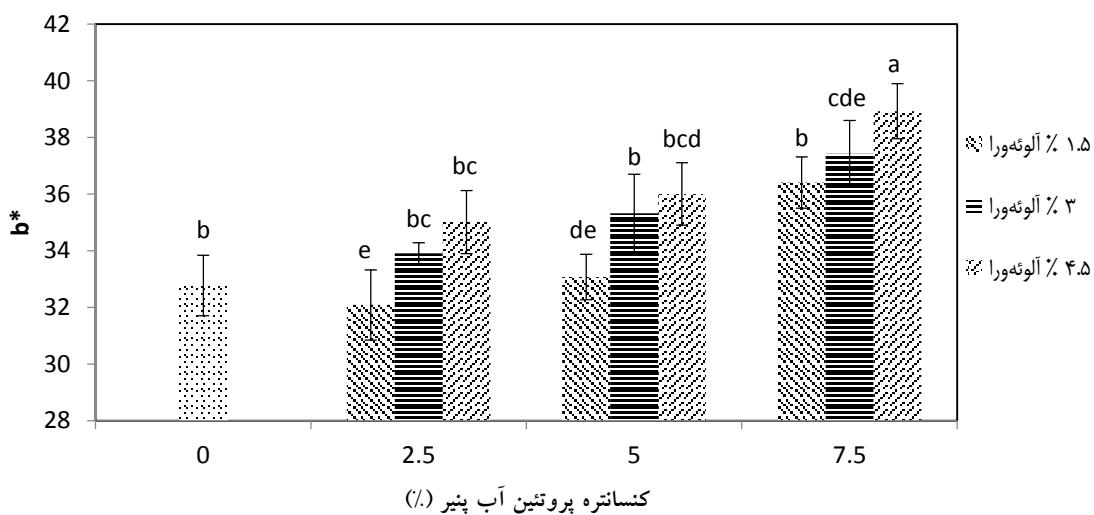 42
40
38
36
34
32
30
28
b*
b
e
bc
bc
de
b
bcd
b
cde
a
0
2.5
5
7.5
کنسانتره پروتئین آب پنیر (٪)
۱.۵ ٪ آلوئه‌ورا
۳ ٪ آلوئه‌ورا
۴.۵ ٪ آلوئه‌ورا